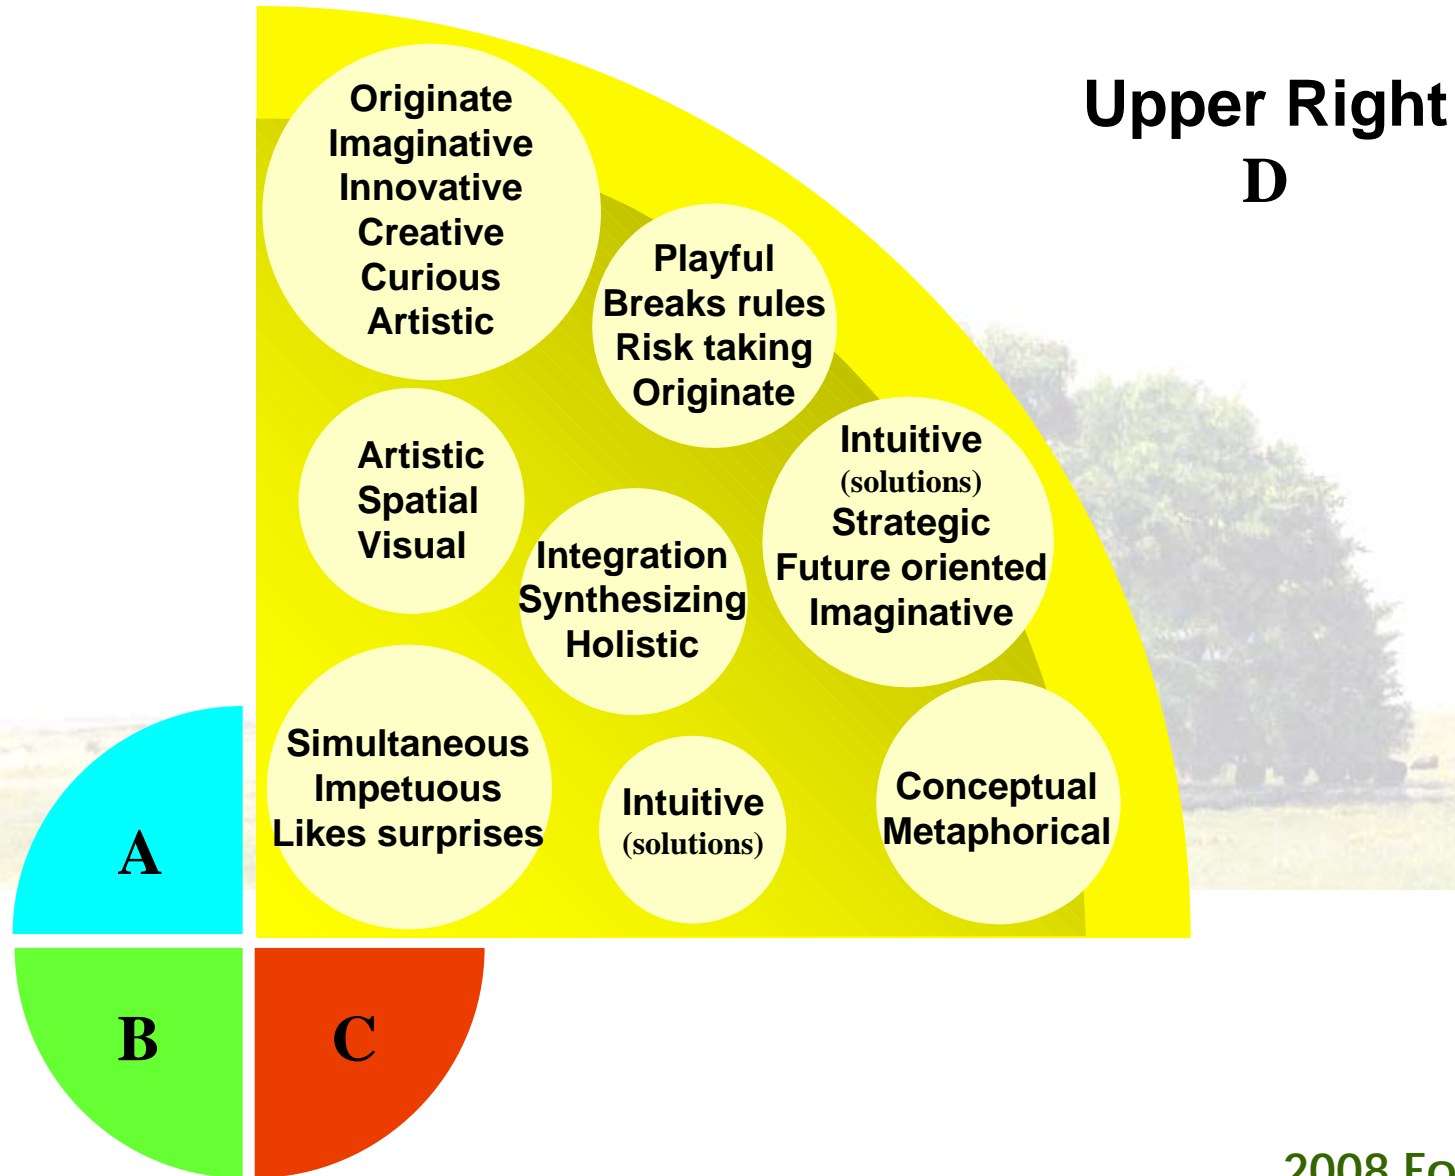 Upper Right
D
Originate
Imaginative
Innovative
Creative
Curious
Artistic
Playful
Breaks rules
Risk taking
Originate
Artistic
Spatial
Visual
Integration
Synthesizing
Holistic
Intuitive
(solutions)
Strategic
Future oriented
Imaginative
Simultaneous
Impetuous
Likes surprises
Intuitive
(solutions)
Conceptual
Metaphorical
A
B
C
2008